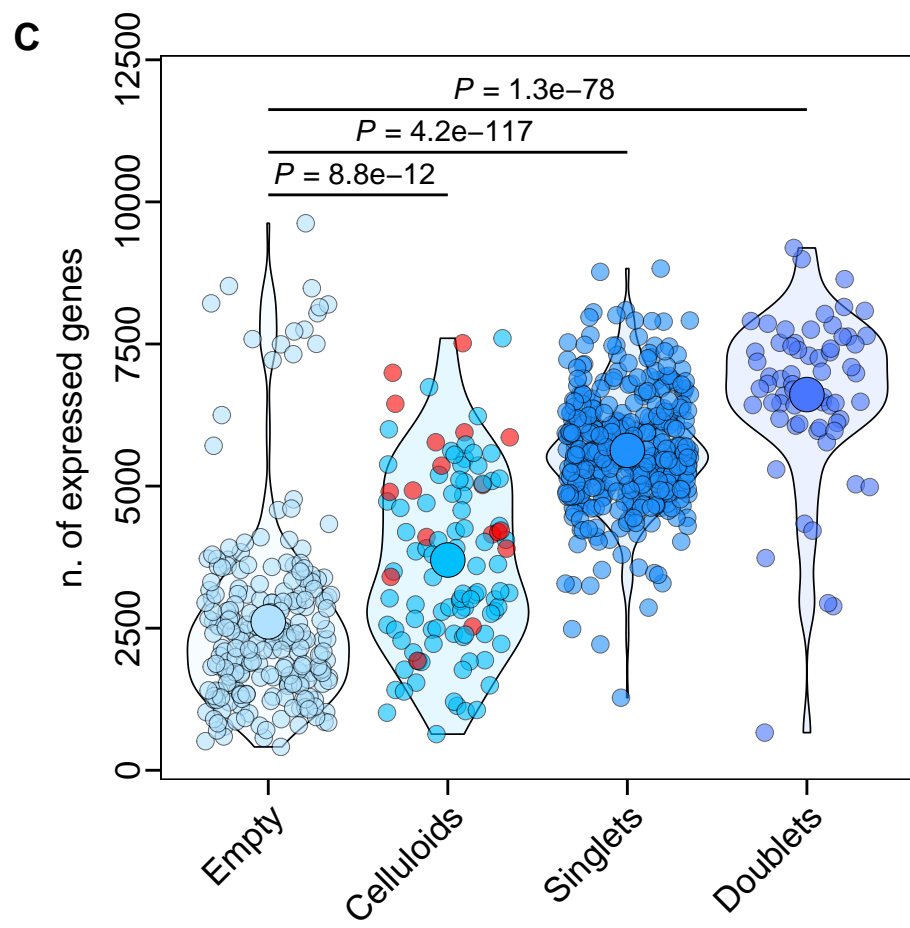 C
n. of expressed genes
12500
10000
7500
5000
2500
0
P = 1.3e−78
P = 4.2e−117
P = 8.8e−12
Empty
Celluloids
Singlets
Doublets